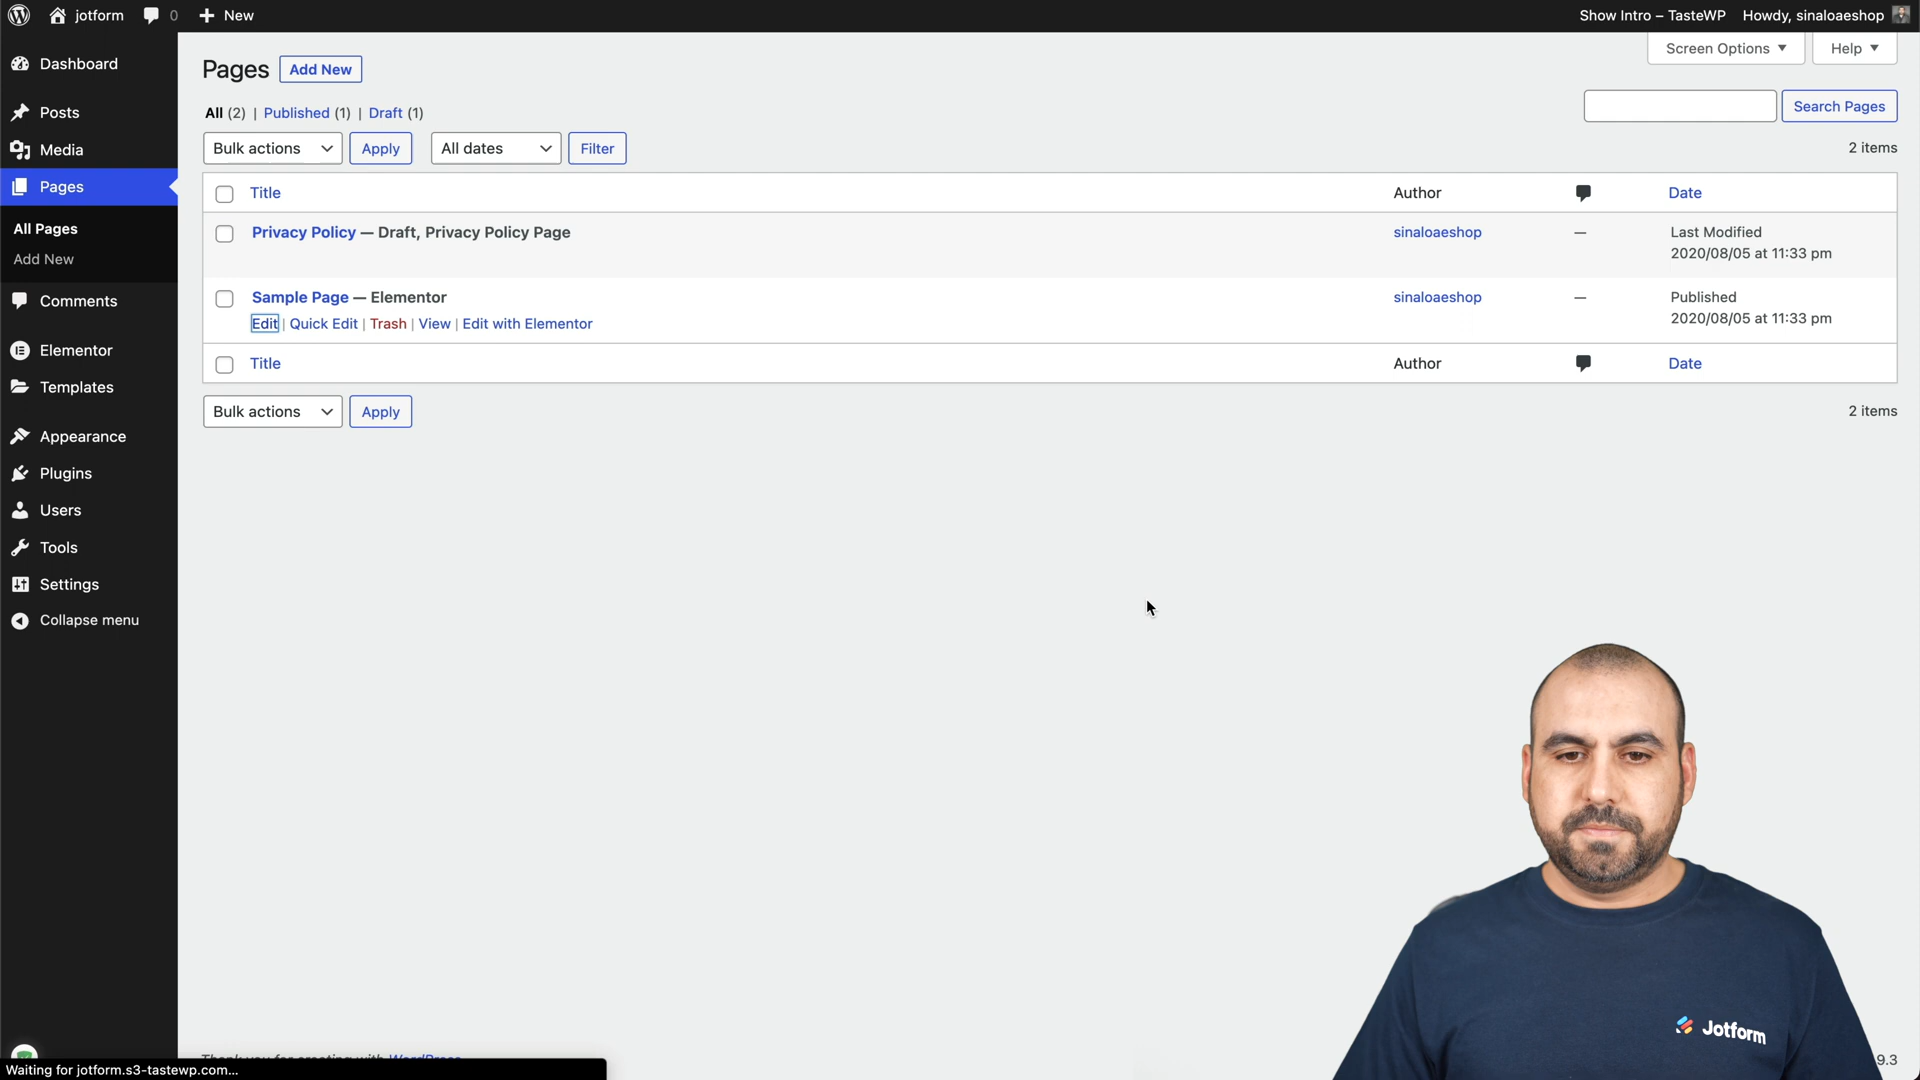 jotform 0 New Show Intro – TasteWP Howdy, sinaloaeshop
Dashboard
Posts
Media
Pages
All Pages
Add New
Comments
Elementor
Templates
Appearance
Plugins
Users
Tools
Settings
Collapse menu
Screen Options ▼ Help ▼
Pages Add New
All (2) | Published (1) | Draft (1)
Search Pages
Bulk actions Apply All dates Filter 2 items
Title Author Date
Privacy Policy — Draft, Privacy Policy Page sinaloaeshop — Last Modified
2020/08/05 at 11:33 pm
Sample Page — Elementor sinaloaeshop — Published
Edit | Quick Edit | Trash | View | Edit with Elementor 2020/08/05 at 11:33 pm
Title Author Date
Bulk actions Apply 2 items
Jotform
Thank you for creating with WordPress
9.3
Waiting for jotform.s3-tastewp.com...